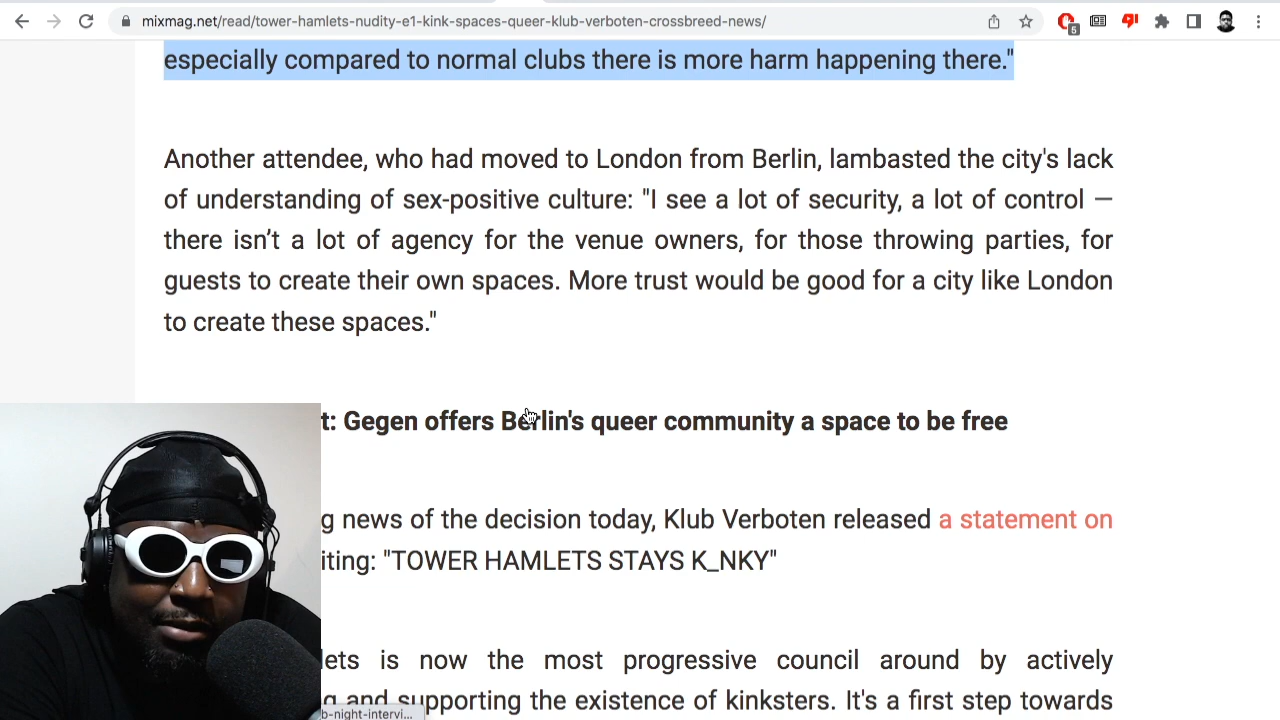 mixmag.net/read/tower-hamlets-nudity-e1-kink-spaces-queer-klub-verboten-crossbreed-news/
5
especially compared to normal clubs there is more harm happening there."
Another attendee, who had moved to London from Berlin, lambasted the city's lack
of understanding of sex-positive culture: "I see a lot of security, a lot of control —
there isn’t a lot of agency for the venue owners, for those throwing parties, for
guests to create their own spaces. More trust would be good for a city like London
to create these spaces."
t: Gegen offers Berlin's queer community a space to be free
g news of the decision today, Klub Verboten released a statement on
iting: "TOWER HAMLETS STAYS K_NKY"
lets is now the most progressive council around by actively
g and supporting the existence of kinksters. It's a first step towards
b-night-intervi...